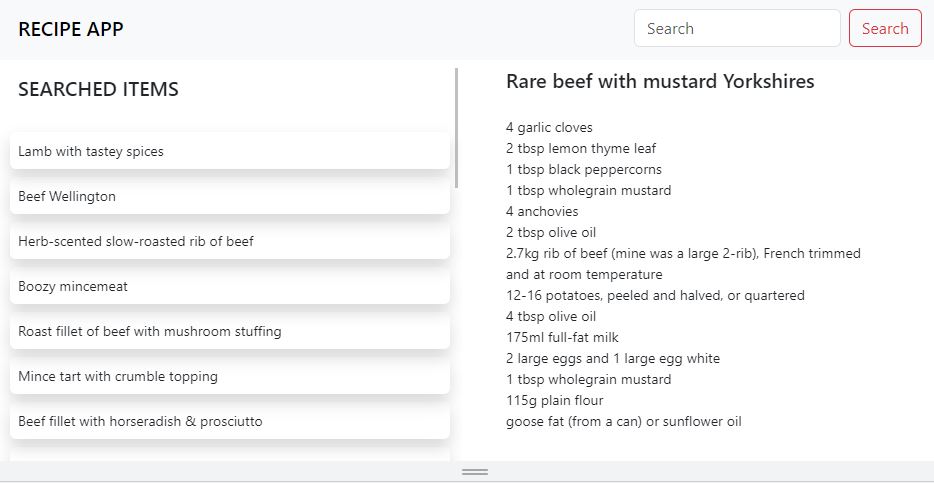 RECIPE APP
Search
Search
SEARCHED ITEMS
Lamb with tastey spices
Beef Wellington
Herb-scented slow-roasted rib of beef
Boozy mincemeat
Roast fillet of beef with mushroom stuffing
Mince tart with crumble topping
Beef fillet with horseradish & prosciutto
Rare beef with mustard Yorkshires
4 garlic cloves
2 tbsp lemon thyme leaf
1 tbsp black peppercorns
1 tbsp wholegrain mustard
4 anchovies
2 tbsp olive oil
2.7kg rib of beef (mine was a large 2-rib), French trimmed
and at room temperature
12-16 potatoes, peeled and halved, or quartered
4 tbsp olive oil
175ml full-fat milk
2 large eggs and 1 large egg white
1 tbsp wholegrain mustard
115g plain flour
goose fat (from a can) or sunflower oil